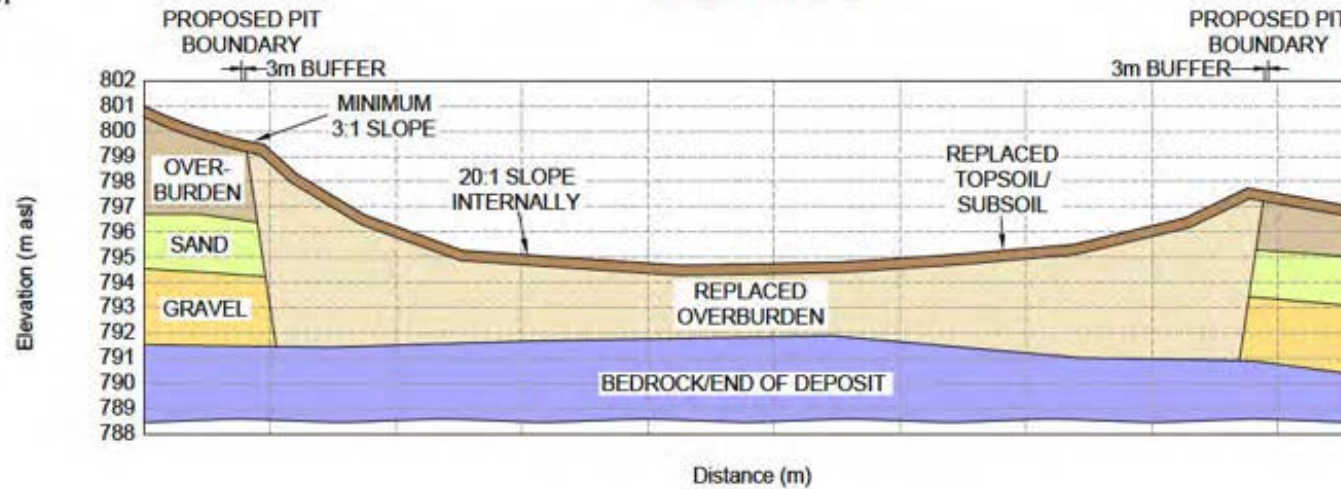 PROPOSED PIT
BOUNDARY
3m BUFFER
PROPOSED PIT
BOUNDARY
3m BUFFER
802
801
800
799
798
797
796
795
794
793
792
791
790
789
788
Elevation (m asl)
MINIMUM
3:1 SLOPE
OVER-
BURDEN
SAND
GRAVEL
20:1 SLOPE
INTERNALLY
REPLACED
TOPSOIL/
SUBSOIL
REPLACED
OVERBURDEN
BEDROCK/END OF DEPOSIT
Distance (m)